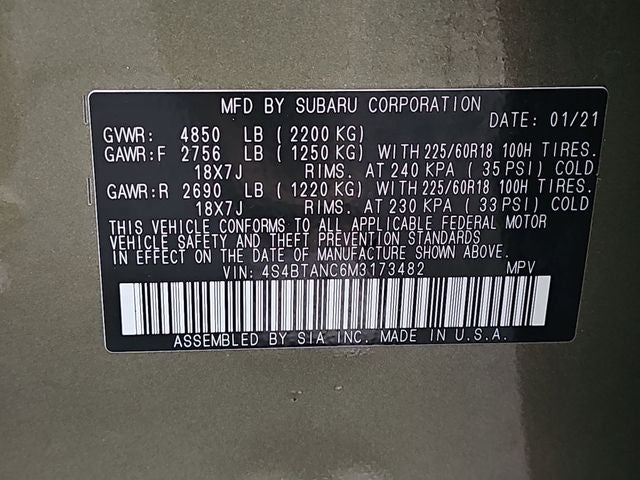 MFD BY SUBARU CORPORATION
DATE: 01/21
GVWR: 4850 LB (2200 KG)
GAWR:F 2756 LB (1250 KG) WITH 225/60R18 100H TIRES.
18X7J RIMS. AT 240 KPA (35 PSI) COLD
GAWR:R 2690 LB (1220 KG) WITH 225/60R18 100H TIRES.
18X7J RIMS. AT 230 KPA (33 PSI) COLD
THIS VEHICLE CONFORMS TO ALL APPLICABLE FEDERAL MOTOR
VEHICLE SAFETY AND THEFT PREVENTION STANDARDS
IN EFFECT ON THE DATE OF MANUFACTURE SHOWN ABOVE.
VIN: 4S4BTANC6M3173482 MPV
ASSEMBLED BY SIA INC. MADE IN U.S.A.